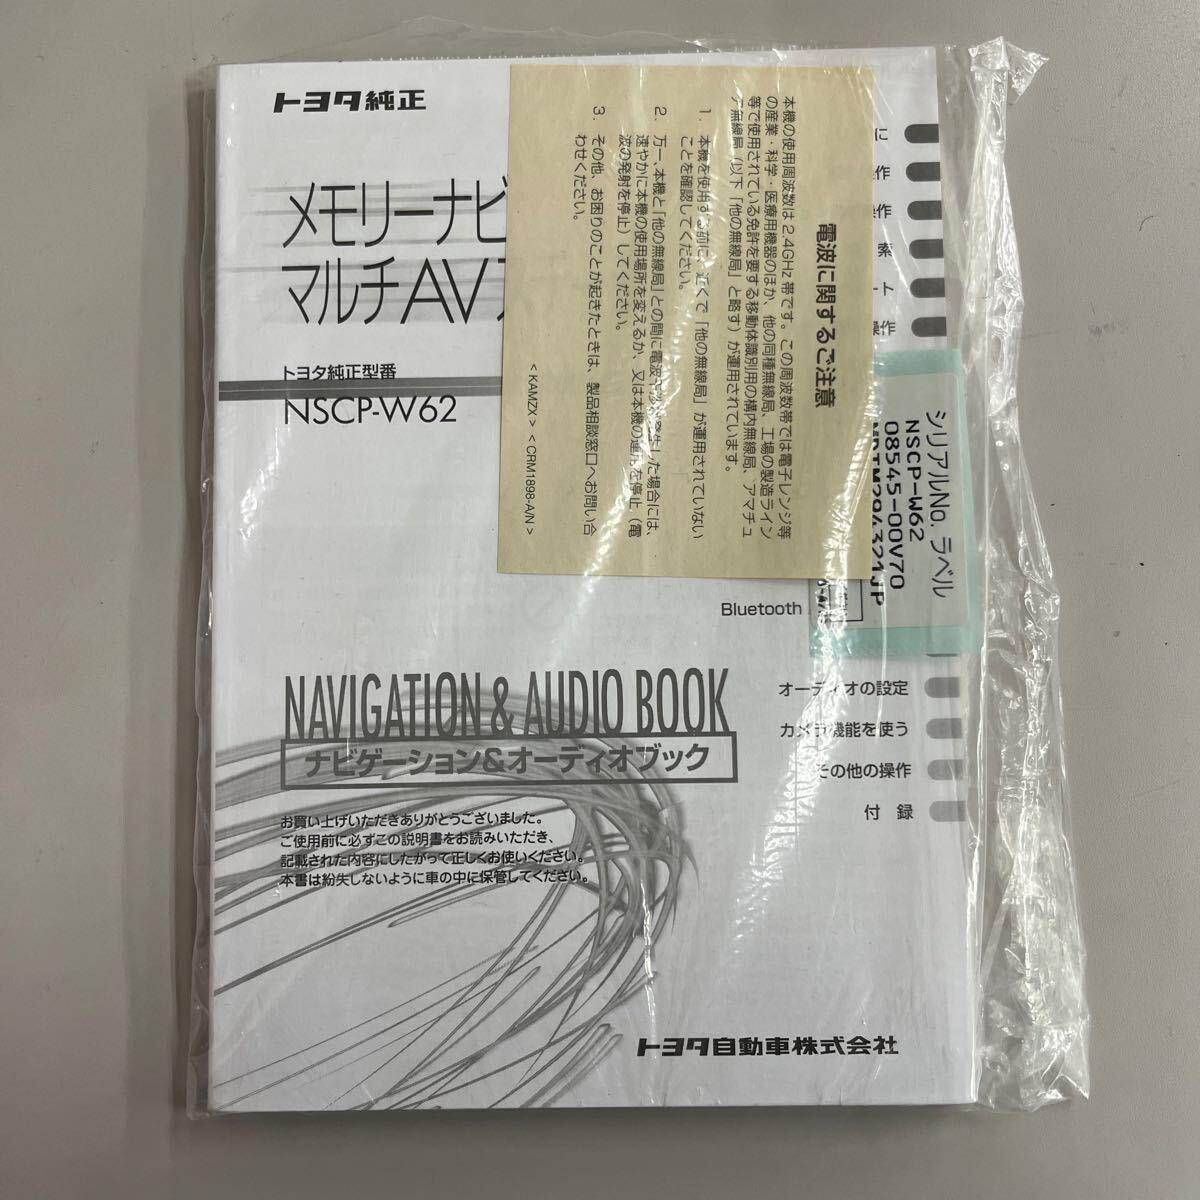 トヨタ純正
メモリーナビ
マルチAV
トヨタ純正型番
NSCP-W62
電波に関するご注意
本機の使用周波数は2.4GHz帯です。この周波数帯では電子レンジ等
の産業・科学・医療用機器のほか、他の同種無線局、工場の製造ライン
等で使用されている免許を要する移動体識別用の構内無線局、アマチュ
ア無線局（以下「他の無線局」と略す）が運用されています。
1. 本機を使用する前に、近くで「他の無線局」が運用されていない
ことを確認してください。
2. 万一、本機と「他の無線局」との間に電波干渉が発生した場合には、
速やかに本機の使用場所を変えるか、又は本機の運用を停止（電
波の発射を停止）してください。
3. その他、お困りのことが起きたときは、製品相談窓口へお問い合
わせください。
< KAMZX > < CRM1898-A/N >
に
操作
操作
索
ート
操作
シリアルNo. ラベル
NSCP-W62
08545-00V70
Bluetooth
オーディオの設定
カメラ機能を使う
その他の操作
付 録
NAVIGATION & AUDIO BOOK
ナビゲーション&オーディオブック
お買い上げいただきありがとうございました。
ご使用前に必ずこの説明書をお読みいただき、
記載された内容にしたがって正しくお使いください。
本書は紛失しないように車の中に保管してください。
トヨタ自動車株式会社